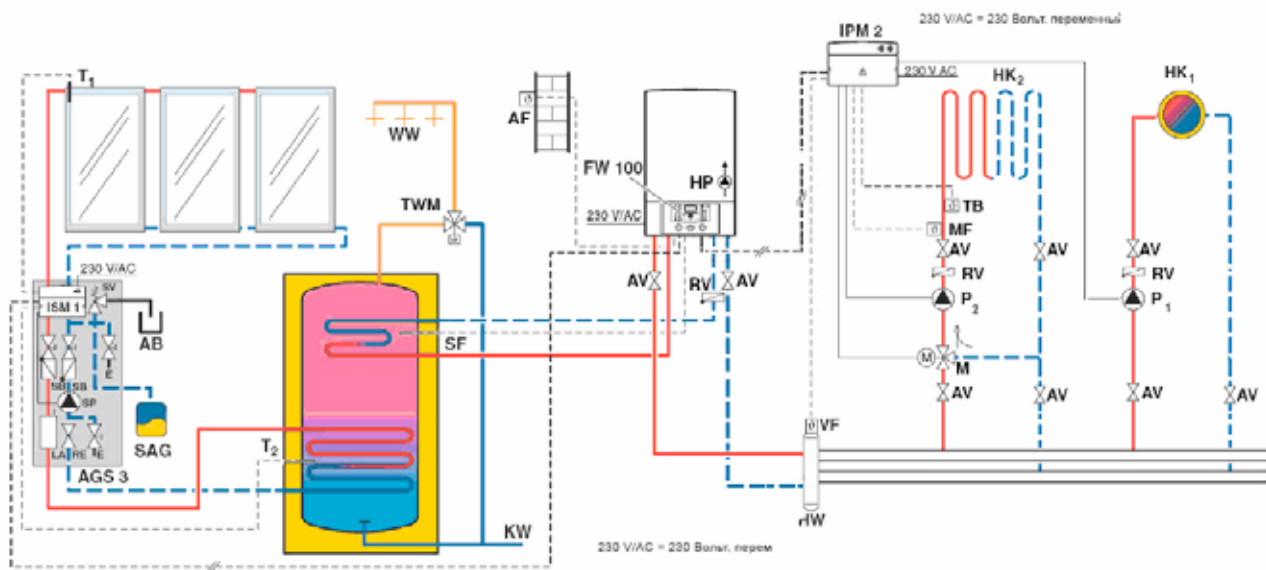 230 V/AC = 230 Вольт. переменный
IPM 2
230 V AC
T1
HK2
HK1
AF
WW
FW 100
HP
TWM
TB
230 V/AC
MF
AV
AV
AV
AV
230 V/AC
SV
ISM 1
AV
RV
AV
RV
RV
P2
P1
AB
SF
E
M
SB
SB
SP
AV
AV
AV
AV
SAG
VF
T2
LA
RE
E
AGS 3
KW
HW
230 V/AC = 230 Вольт. перем